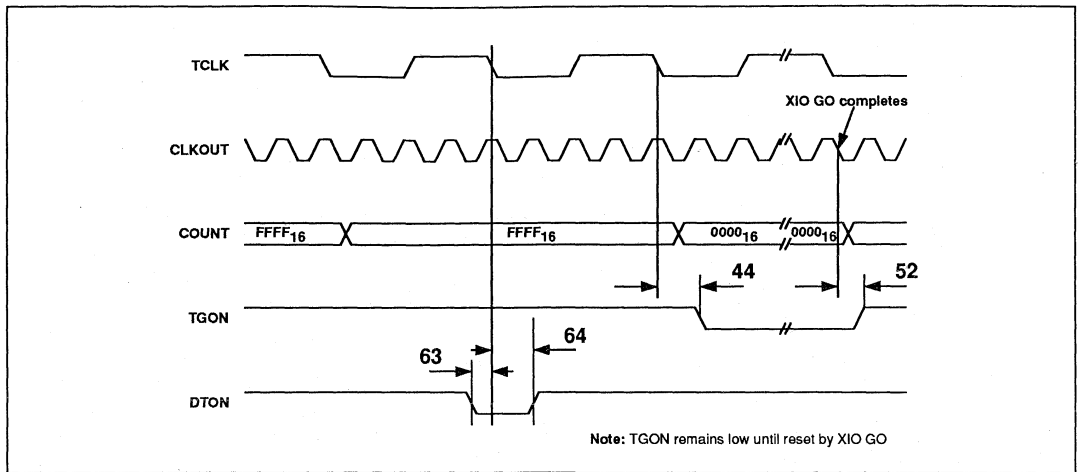 TCLK
XIO GO completes
CLKOUT
COUNT FFFF16 FFFF16 000016 000016
44 52
TGON
64
63
DTON
Note: TGON remains low until reset by XIO GO